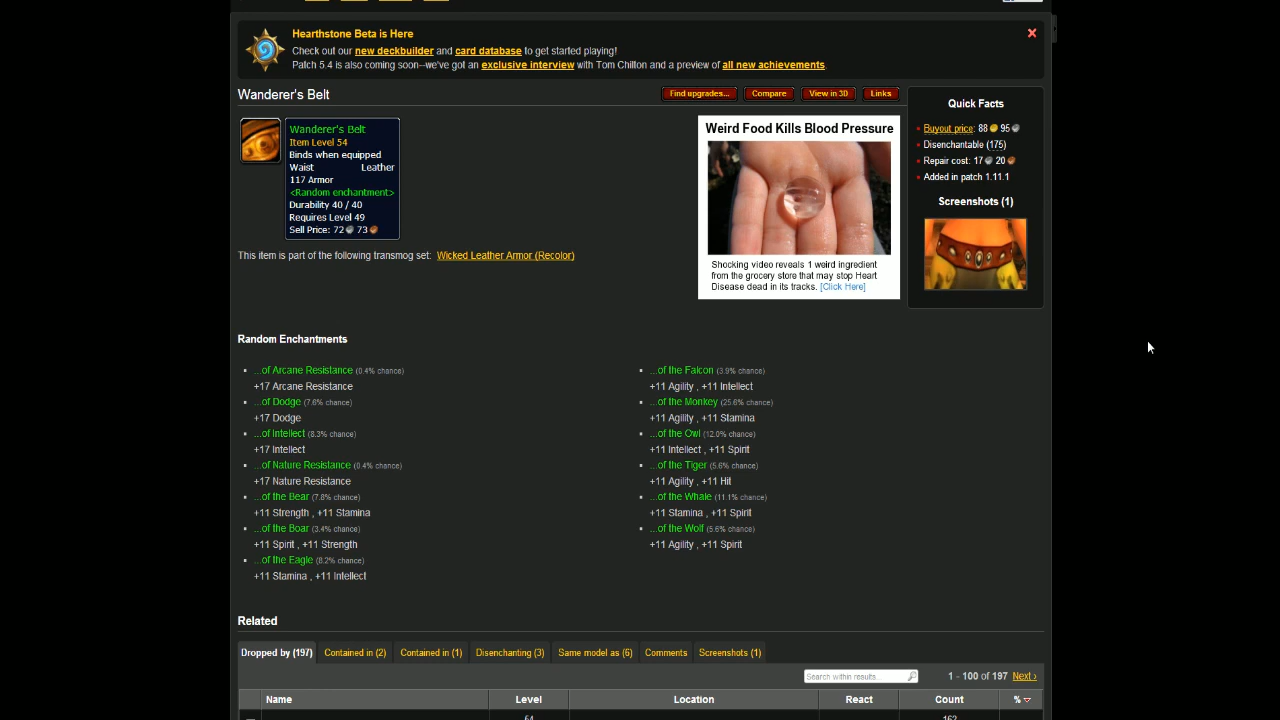 Hearthstone Beta is Here
Check out our new deckbuilder and card database to get started playing!
Patch 5.4 is also coming soon--we've got an exclusive interview with Tom Chilton and a preview of all new achievements.
Wanderer's Belt
Find upgrades...
Compare
View in 3D
Links
Wanderer's Belt
Item Level 54
Binds when equipped
Waist Leather
117 Armor
<Random enchantment>
Durability 40 / 40
Requires Level 49
Sell Price: 72 73
This item is part of the following transmog set: Wicked Leather Armor (Recolor)
Weird Food Kills Blood Pressure
Shocking video reveals 1 weird ingredient
from the grocery store that may stop Heart
Disease dead in its tracks. [Click Here]
Quick Facts
Buyout price: 88 95
Disenchantable (175)
Repair cost: 17 20
Added in patch 1.11.1
Screenshots (1)
Random Enchantments
...of Arcane Resistance (0.4% chance)
+17 Arcane Resistance
...of Dodge (7.6% chance)
+17 Dodge
...of Intellect (8.3% chance)
+17 Intellect
...of Nature Resistance (0.4% chance)
+17 Nature Resistance
...of the Bear (7.8% chance)
+11 Strength , +11 Stamina
...of the Boar (3.4% chance)
+11 Spirit , +11 Strength
...of the Eagle (8.2% chance)
+11 Stamina , +11 Intellect
...of the Falcon (3.9% chance)
+11 Agility , +11 Intellect
...of the Monkey (25.6% chance)
+11 Agility , +11 Stamina
...of the Owl (12.0% chance)
+11 Intellect , +11 Spirit
...of the Tiger (5.6% chance)
+11 Agility , +11 Hit
...of the Whale (11.1% chance)
+11 Stamina , +11 Spirit
...of the Wolf (5.6% chance)
+11 Agility , +11 Spirit
Related
Dropped by (197) Contained in (2) Contained in (1) Disenchanting (3) Same model as (6) Comments Screenshots (1)
Search within results...
1 - 100 of 197 Next ›
Name Level Location React Count %